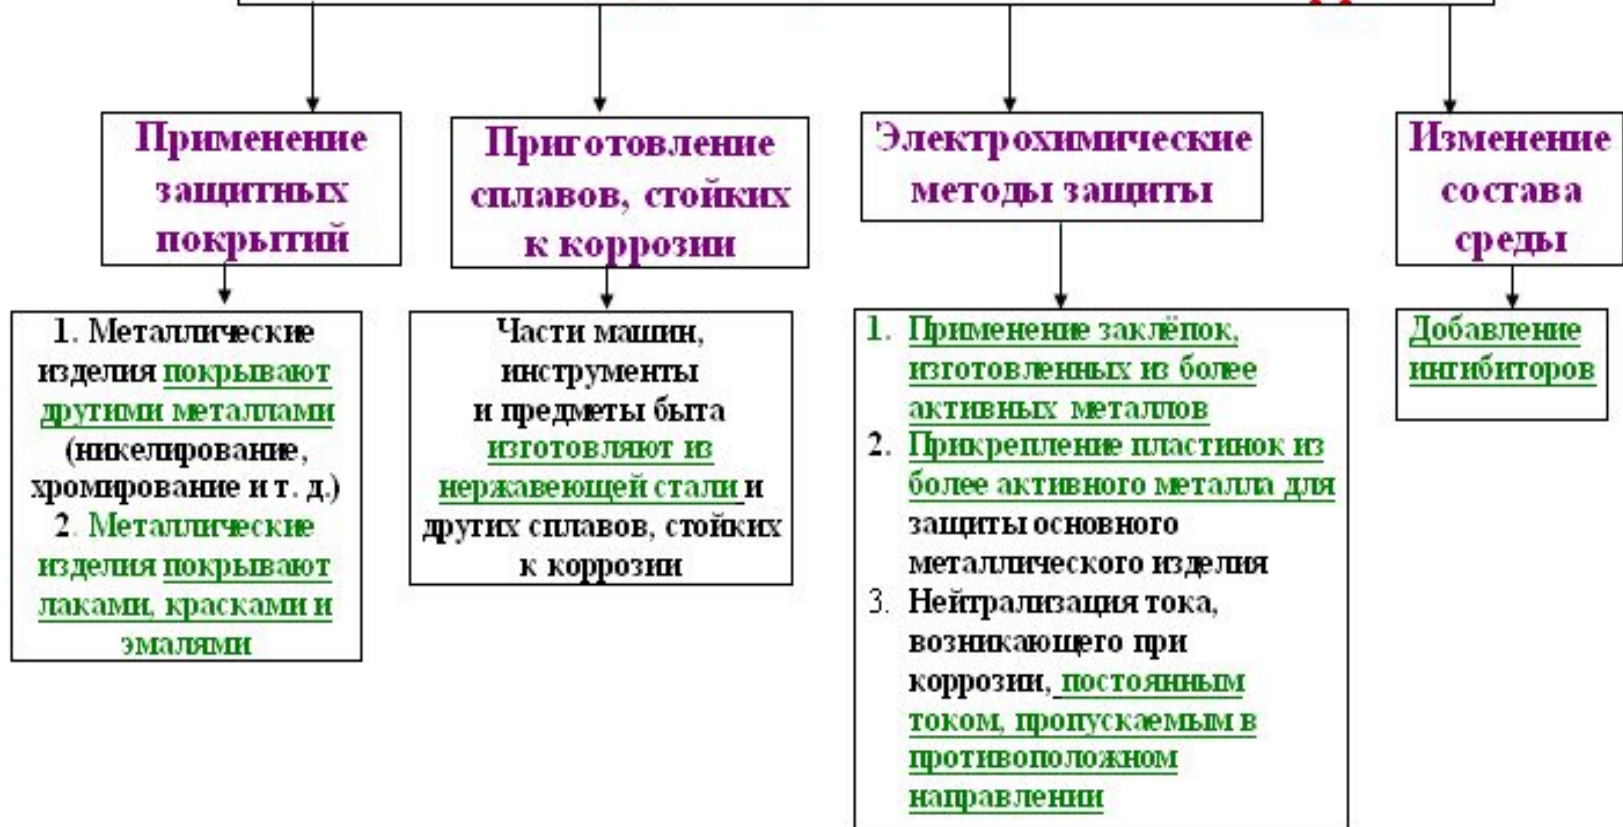 Применение
защитных
покрытий
Приготовление
сплавов, стойких
к коррозии
Электрохимические
методы защиты
Изменение
состава
среды
1. Металлические
изделия покрывают
другими металлами
(никелирование,
хромирование и т. д.)
2. Металлические
изделия покрывают
лаками, красками и
эмалями
Части машин,
инструменты
и предметы быта
изготовляют из
нержавеющей стали и
других сплавов, стойких
к коррозии
1. Применение заклёпок,
изготовленных из более
активных металлов
2. Прикрепление пластинок из
более активного металла для
защиты основного
металлического изделия
3. Нейтрализация тока,
возникающего при
коррозии, постоянным
током, пропускаемым в
противоположном
направлении
Добавление
ингибиторов